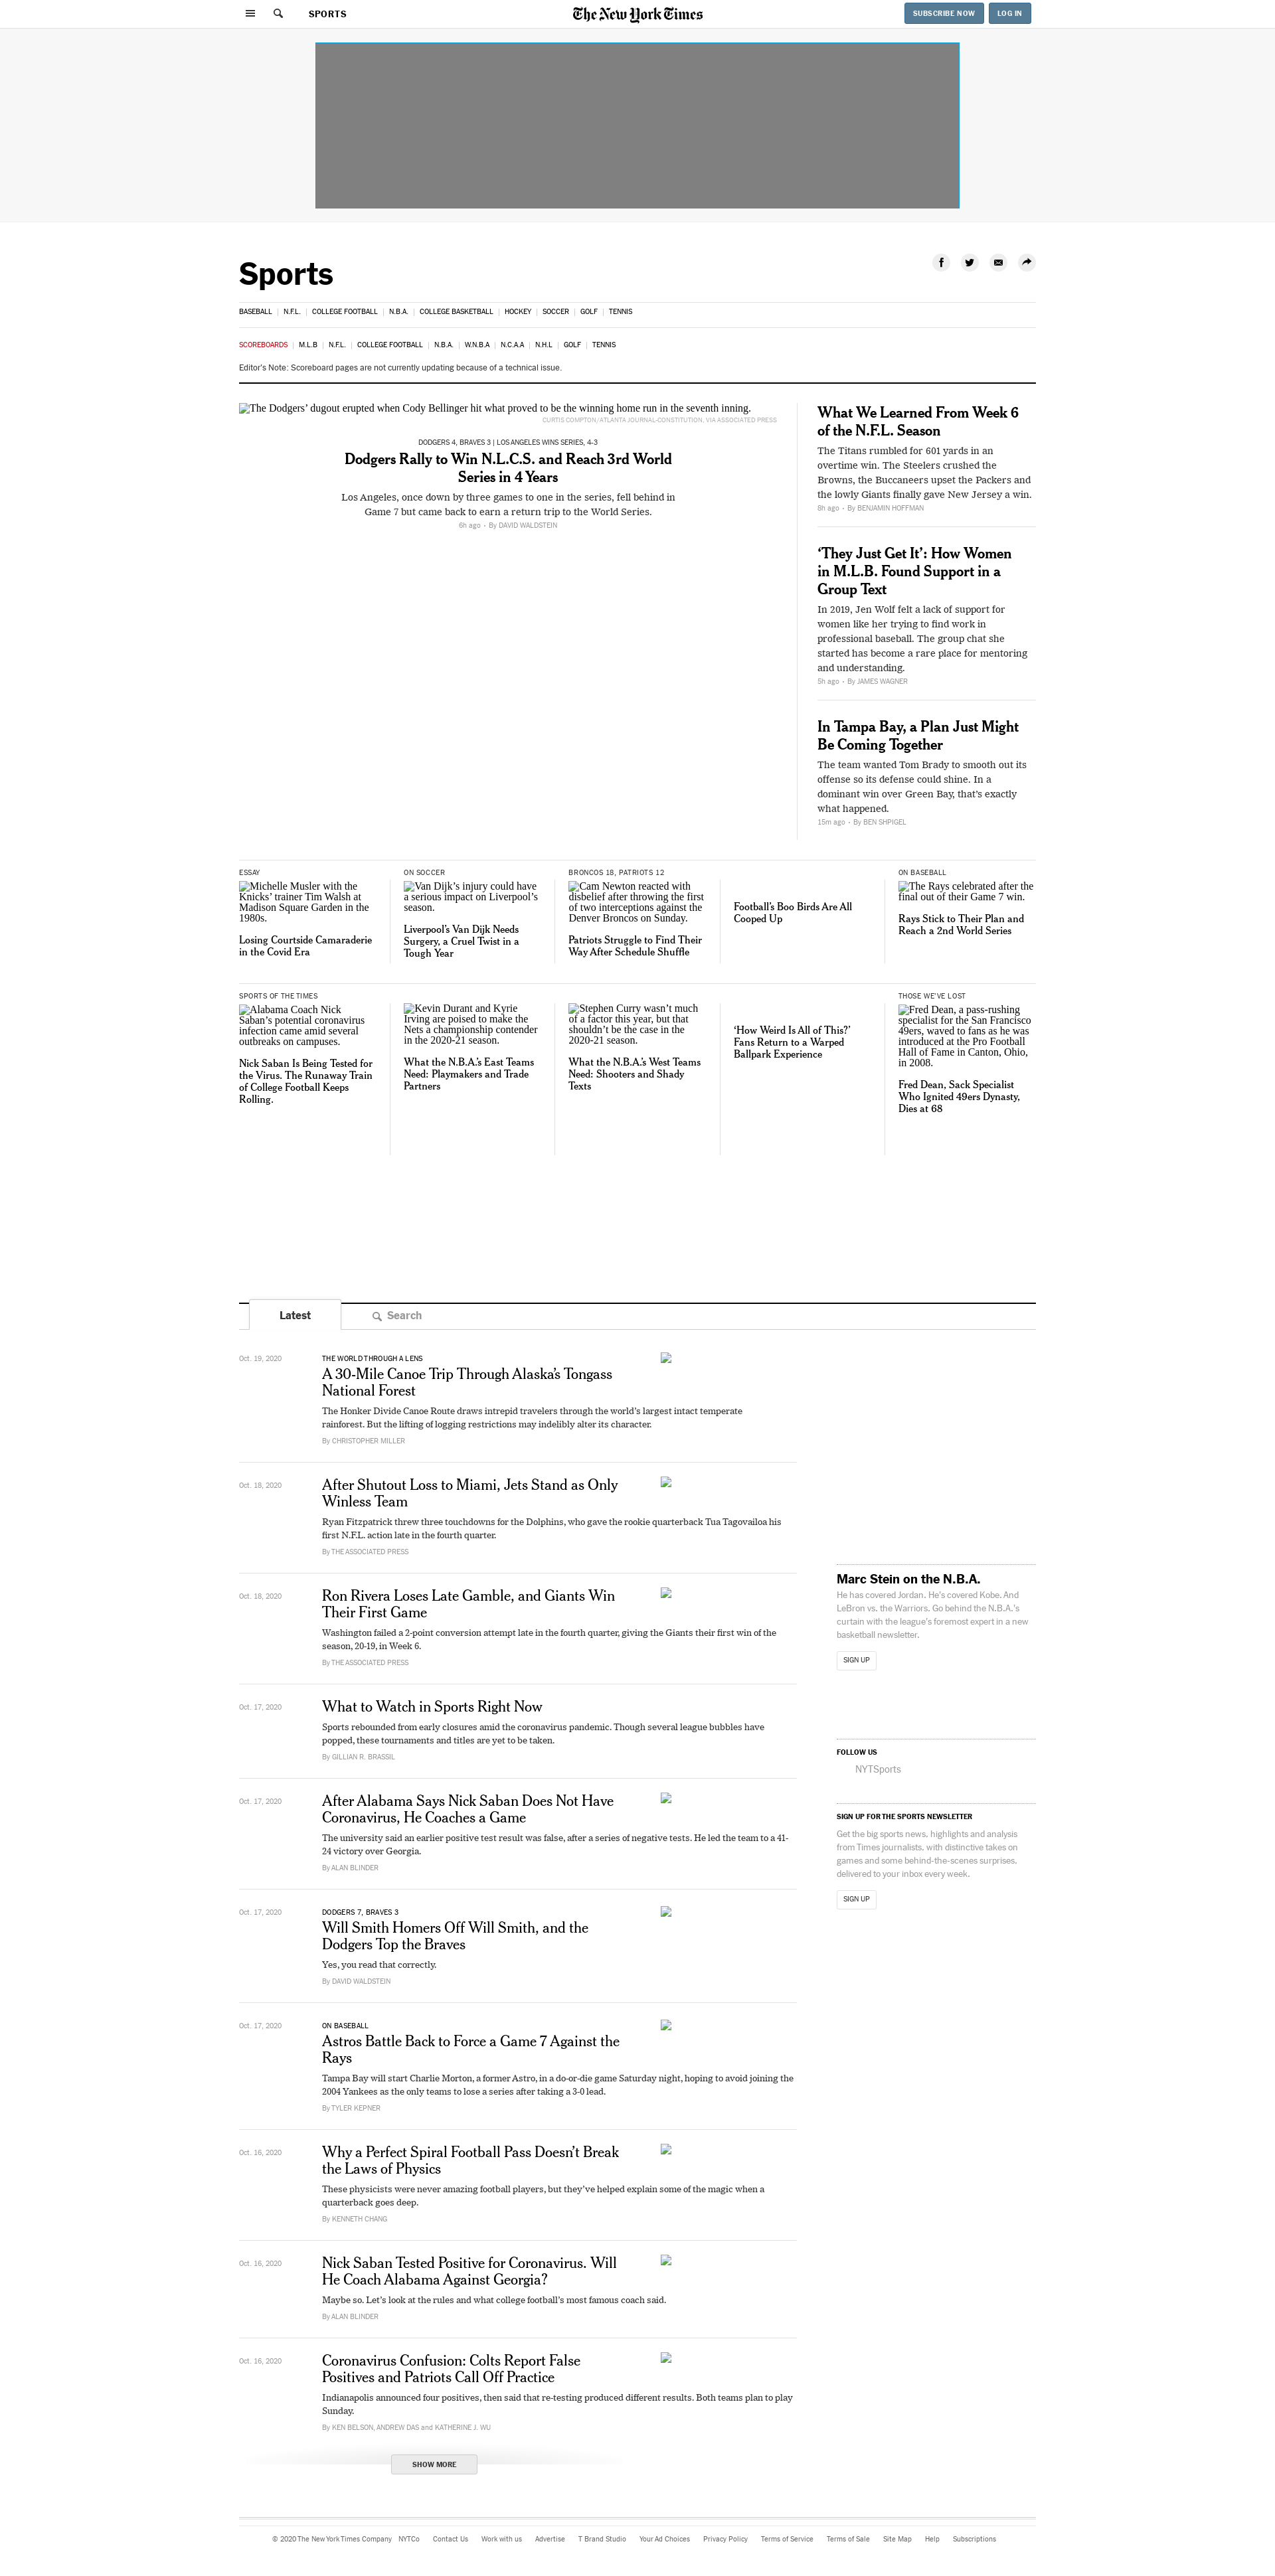 SPORTS
The New York Times
SUBSCRIBE NOW
LOG IN
Sports
BASEBALL | N.F.L. | COLLEGE FOOTBALL | N.B.A. | COLLEGE BASKETBALL | HOCKEY | SOCCER | GOLF | TENNIS
SCOREBOARDS | M.L.B | N.F.L. | COLLEGE FOOTBALL | N.B.A. | W.N.B.A | N.C.A.A | N.H.L | GOLF | TENNIS
Editor's Note: Scoreboard pages are not currently updating because of a technical issue.
The Dodgers' dugout erupted when Cody Bellinger hit what proved to be the winning home run in the seventh inning.
CURTIS COMPTON/ATLANTA JOURNAL-CONSTITUTION, VIA ASSOCIATED PRESS
DODGERS 4, BRAVES 3 | LOS ANGELES WINS SERIES, 4-3
Dodgers Rally to Win N.L.C.S. and Reach 3rd World
Series in 4 Years
Los Angeles, once down by three games to one in the series, fell behind in
Game 7 but came back to earn a return trip to the World Series.
6h ago - By DAVID WALDSTEIN
What We Learned From Week 6
of the N.F.L. Season
The Titans rumbled for 601 yards in an
overtime win. The Steelers crushed the
Browns, the Buccaneers upset the Packers and
the lowly Giants finally gave New Jersey a win.
8h ago - By BENJAMIN HOFFMAN
‘They Just Get It’: How Women
in M.L.B. Found Support in a
Group Text
In 2019, Jen Wolf felt a lack of support for
women like her trying to find work in
professional baseball. The group chat she
started has become a rare place for mentoring
and understanding.
5h ago - By JAMES WAGNER
In Tampa Bay, a Plan Just Might
Be Coming Together
The team wanted Tom Brady to smooth out its
offense so its defense could shine. In a
dominant win over Green Bay, that's exactly
what happened.
15m ago - By BEN SHPIGEL
ESSAY
Michelle Musler with the
Knicks' trainer Tim Walsh at
Madison Square Garden in the
1980s.
Losing Courtside Camaraderie
in the Covid Era
ON SOCCER
Van Dijk's injury could have
a serious impact on Liverpool's
season.
Liverpool's Van Dijk Needs
Surgery, a Cruel Twist in a
Tough Year
BRONCOS 18, PATRIOTS 12
Cam Newton reacted with
disbelief after throwing the first
of two interceptions against the
Denver Broncos on Sunday.
Patriots Struggle to Find Their
Way After Schedule Shuffle
Football's Boo Birds Are All
Cooped Up
ON BASEBALL
The Rays celebrated after the
final out of their Game 7 win.
Rays Stick to Their Plan and
Reach a 2nd World Series
SPORTS OF THE TIMES
Alabama Coach Nick
Saban's potential coronavirus
infection came amid several
outbreaks on campuses.
Nick Saban Is Being Tested for
the Virus. The Runaway Train
of College Football Keeps
Rolling.
Kevin Durant and Kyrie
Irving are poised to make the
Nets a championship contender
in the 2020-21 season.
What the N.B.A.'s East Teams
Need: Playmakers and Trade
Partners
Stephen Curry wasn't much
of a factor this year, but that
shouldn't be the case in the
2020-21 season.
What the N.B.A.'s West Teams
Need: Shooters and Shady
Texts
‘How Weird Is All of This?’
Fans Return to a Warped
Ballpark Experience
THOSE WE'VE LOST
Fred Dean, a pass-rushing
specialist for the San Francisco
49ers, waved to fans as he was
introduced at the Pro Football
Hall of Fame in Canton, Ohio,
in 2008.
Fred Dean, Sack Specialist
Who Ignited 49ers Dynasty,
Dies at 68
Latest
Search
Oct. 19, 2020
THE WORLD THROUGH A LENS
A 30-Mile Canoe Trip Through Alaska's Tongass
National Forest
The Honker Divide Canoe Route draws intrepid travelers through the world's largest intact temperate
rainforest. But the lifting of logging restrictions may indelibly alter its character.
By CHRISTOPHER MILLER
Oct. 18, 2020
After Shutout Loss to Miami, Jets Stand as Only
Winless Team
Ryan Fitzpatrick threw three touchdowns for the Dolphins, who gave the rookie quarterback Tua Tagovailoa his
first N.F.L. action late in the fourth quarter.
By THE ASSOCIATED PRESS
Oct. 18, 2020
Ron Rivera Loses Late Gamble, and Giants Win
Their First Game
Washington failed a 2-point conversion attempt late in the fourth quarter, giving the Giants their first win of the
season, 20-19, in Week 6.
By THE ASSOCIATED PRESS
Oct. 17, 2020
What to Watch in Sports Right Now
Sports rebounded from early closures amid the coronavirus pandemic. Though several league bubbles have
popped, these tournaments and titles are yet to be taken.
By GILLIAN R. BRASSIL
Oct. 17, 2020
After Alabama Says Nick Saban Does Not Have
Coronavirus, He Coaches a Game
The university said an earlier positive test result was false, after a series of negative tests. He led the team to a 41-
24 victory over Georgia.
By ALAN BLINDER
Oct. 17, 2020
DODGERS 7, BRAVES 3
Will Smith Homers Off Will Smith, and the
Dodgers Top the Braves
Yes, you read that correctly.
By DAVID WALDSTEIN
Oct. 17, 2020
ON BASEBALL
Astros Battle Back to Force a Game 7 Against the
Rays
Tampa Bay will start Charlie Morton, a former Astro, in a do-or-die game Saturday night, hoping to avoid joining the
2004 Yankees as the only teams to lose a series after taking a 3-0 lead.
By TYLER KEPNER
Oct. 16, 2020
Why a Perfect Spiral Football Pass Doesn't Break
the Laws of Physics
These physicists were never amazing football players, but they've helped explain some of the magic when a
quarterback goes deep.
By KENNETH CHANG
Oct. 16, 2020
Nick Saban Tested Positive for Coronavirus. Will
He Coach Alabama Against Georgia?
Maybe so. Let's look at the rules and what college football's most famous coach said.
By ALAN BLINDER
Oct. 16, 2020
Coronavirus Confusion: Colts Report False
Positives and Patriots Call Off Practice
Indianapolis announced four positives, then said that re-testing produced different results. Both teams plan to play
Sunday.
By KEN BELSON, ANDREW DAS and KATHERINE J. WU
SHOW MORE
Marc Stein on the N.B.A.
He has covered Jordan. He's covered Kobe. And
LeBron vs. the Warriors. Go behind the N.B.A.'s
curtain with the league's foremost expert in a new
basketball newsletter.
SIGN UP
FOLLOW US
NYTSports
SIGN UP FOR THE SPORTS NEWSLETTER
Get the big sports news, highlights and analysis
from Times journalists, with distinctive takes on
games and some behind-the-scenes surprises,
delivered to your inbox every week.
SIGN UP
© 2020 The New York Times Company NYTCo Contact Us Work with us Advertise T Brand Studio Your Ad Choices Privacy Policy Terms of Service Terms of Sale Site Map Help Subscriptions